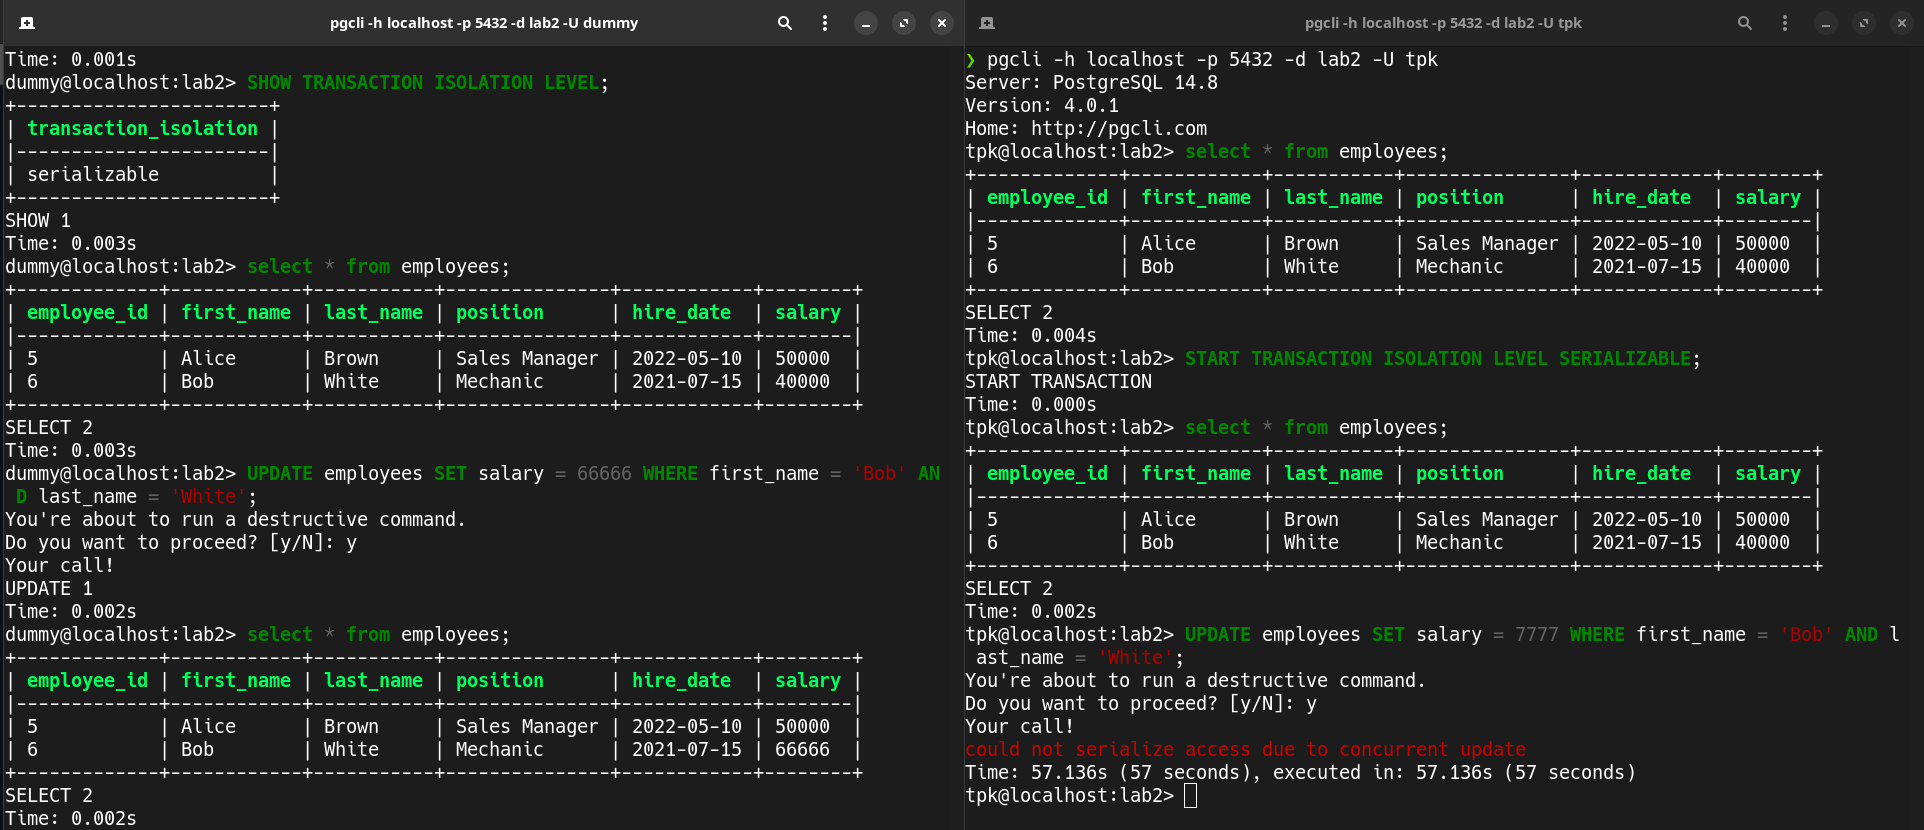 pgcli -h localhost -p 5432 -d lab2 -U dummy
Time: 0.001s
dummy@localhost:lab2> SHOW TRANSACTION ISOLATION LEVEL;
+-----------------------+
| transaction_isolation |
|-----------------------|
| serializable          |
+-----------------------+
SHOW 1
Time: 0.003s
dummy@localhost:lab2> select * from employees;
+-------------+------------+-----------+---------------+------------+--------+
| employee_id | first_name | last_name | position      | hire_date  | salary |
|-------------+------------+-----------+---------------+------------+--------|
| 5           | Alice      | Brown     | Sales Manager | 2022-05-10 | 50000  |
| 6           | Bob        | White     | Mechanic      | 2021-07-15 | 40000  |
+-------------+------------+-----------+---------------+------------+--------+
SELECT 2
Time: 0.003s
dummy@localhost:lab2> UPDATE employees SET salary = 66666 WHERE first_name = 'Bob' AN
D last_name = 'White';
You're about to run a destructive command.
Do you want to proceed? [y/N]: y
Your call!
UPDATE 1
Time: 0.002s
dummy@localhost:lab2> select * from employees;
+-------------+------------+-----------+---------------+------------+--------+
| employee_id | first_name | last_name | position      | hire_date  | salary |
|-------------+------------+-----------+---------------+------------+--------|
| 5           | Alice      | Brown     | Sales Manager | 2022-05-10 | 50000  |
| 6           | Bob        | White     | Mechanic      | 2021-07-15 | 66666  |
+-------------+------------+-----------+---------------+------------+--------+
SELECT 2
Time: 0.002s
pgcli -h localhost -p 5432 -d lab2 -U tpk
❯ pgcli -h localhost -p 5432 -d lab2 -U tpk
Server: PostgreSQL 14.8
Version: 4.0.1
Home: http://pgcli.com
tpk@localhost:lab2> select * from employees;
+-------------+------------+-----------+---------------+------------+--------+
| employee_id | first_name | last_name | position      | hire_date  | salary |
|-------------+------------+-----------+---------------+------------+--------|
| 5           | Alice      | Brown     | Sales Manager | 2022-05-10 | 50000  |
| 6           | Bob        | White     | Mechanic      | 2021-07-15 | 40000  |
+-------------+------------+-----------+---------------+------------+--------+
SELECT 2
Time: 0.004s
tpk@localhost:lab2> START TRANSACTION ISOLATION LEVEL SERIALIZABLE;
START TRANSACTION
Time: 0.000s
tpk@localhost:lab2> select * from employees;
+-------------+------------+-----------+---------------+------------+--------+
| employee_id | first_name | last_name | position      | hire_date  | salary |
|-------------+------------+-----------+---------------+------------+--------|
| 5           | Alice      | Brown     | Sales Manager | 2022-05-10 | 50000  |
| 6           | Bob        | White     | Mechanic      | 2021-07-15 | 40000  |
+-------------+------------+-----------+---------------+------------+--------+
SELECT 2
Time: 0.002s
tpk@localhost:lab2> UPDATE employees SET salary = 7777 WHERE first_name = 'Bob' AND l
ast_name = 'White';
You're about to run a destructive command.
Do you want to proceed? [y/N]: y
Your call!
could not serialize access due to concurrent update
Time: 57.136s (57 seconds), executed in: 57.136s (57 seconds)
tpk@localhost:lab2>